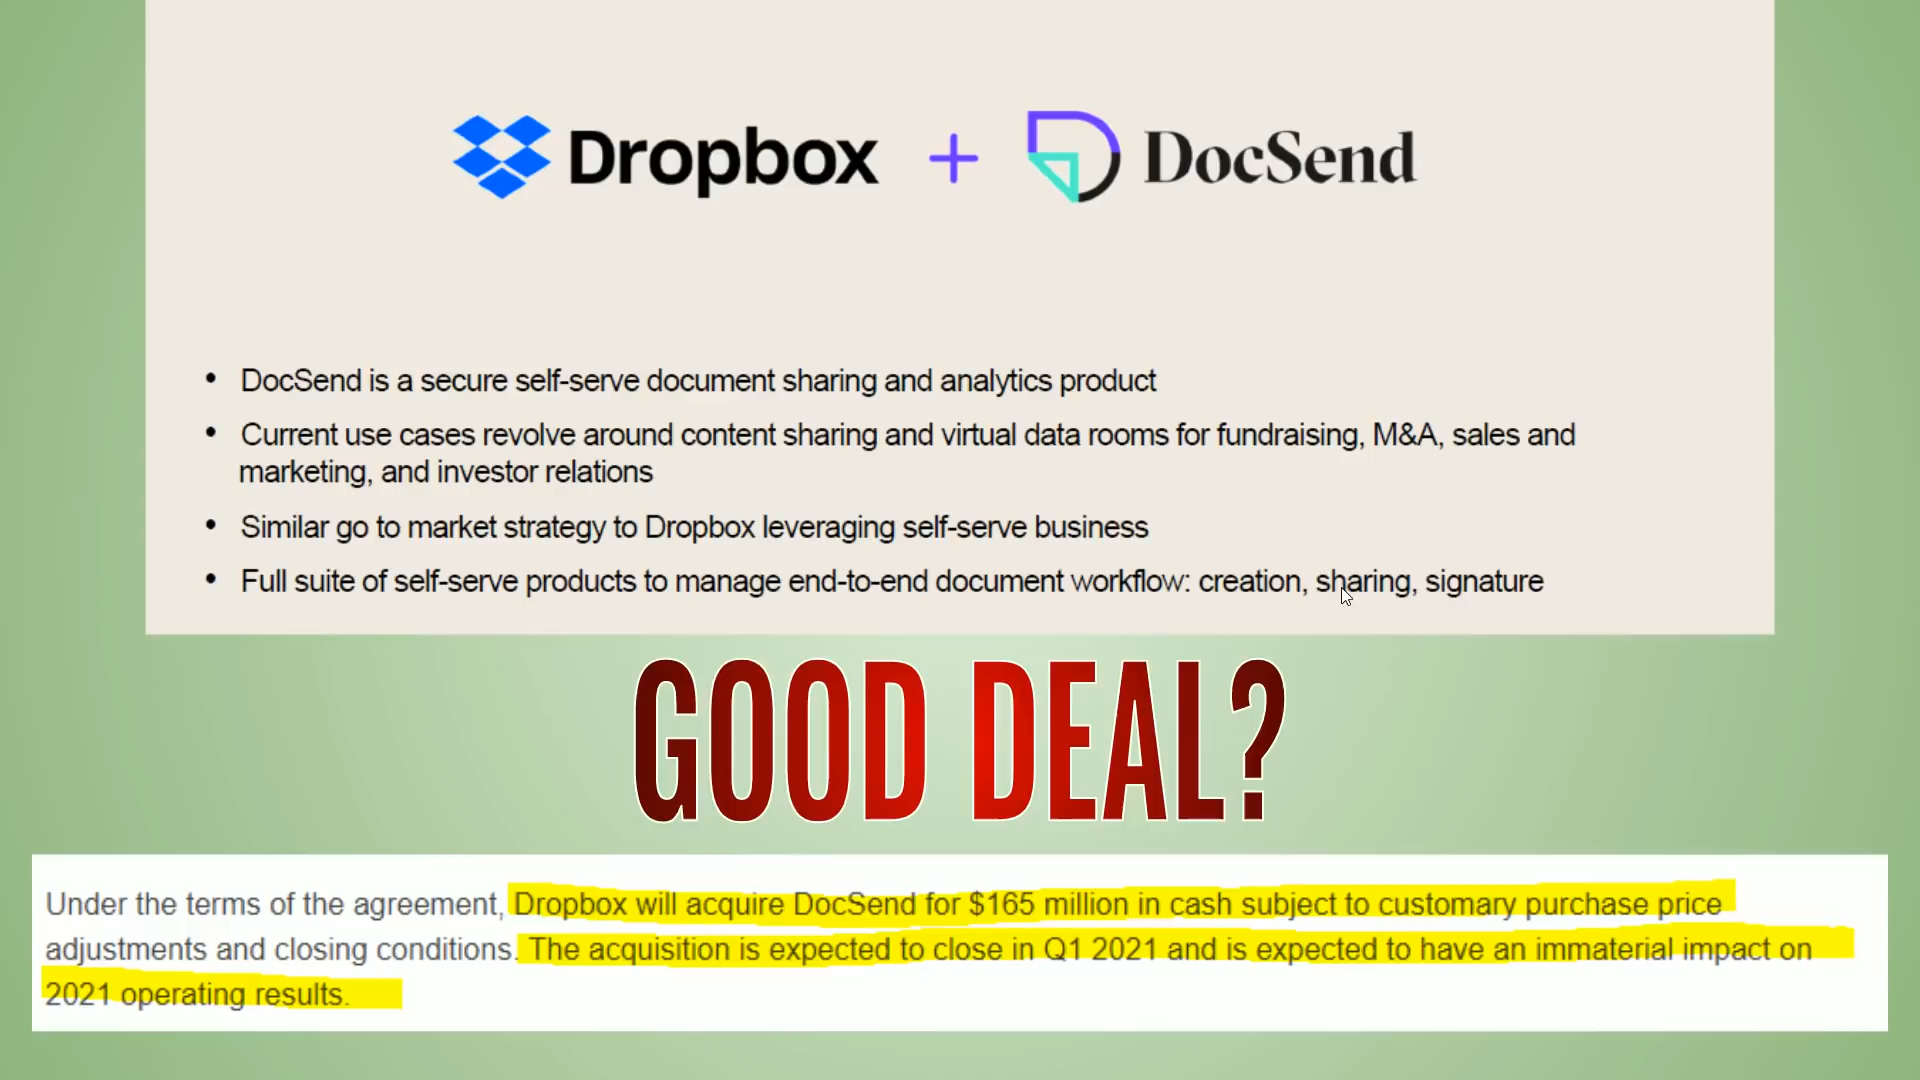 Dropbox + DocSend
• DocSend is a secure self-serve document sharing and analytics product
• Current use cases revolve around content sharing and virtual data rooms for fundraising, M&A, sales and
marketing, and investor relations
• Similar go to market strategy to Dropbox leveraging self-serve business
• Full suite of self-serve products to manage end-to-end document workflow: creation, sharing, signature
GOOD DEAL?
Under the terms of the agreement, Dropbox will acquire DocSend for $165 million in cash subject to customary purchase price
adjustments and closing conditions. The acquisition is expected to close in Q1 2021 and is expected to have an immaterial impact on
2021 operating results.